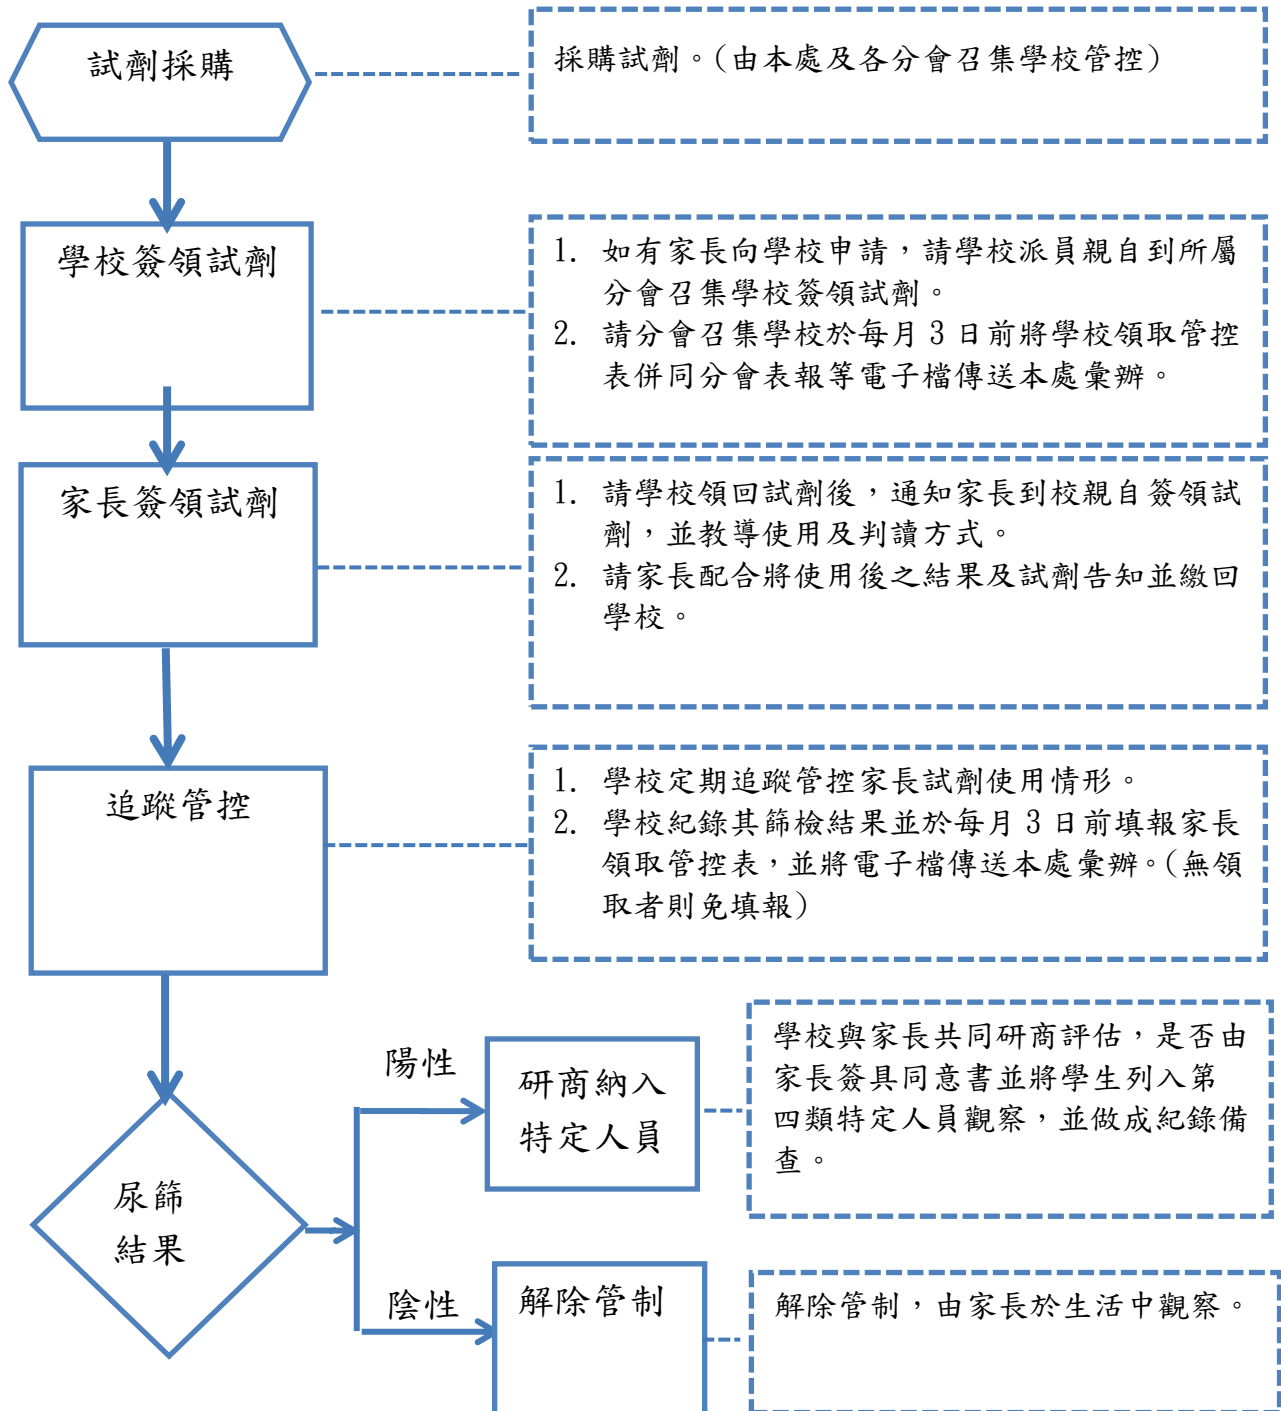 試劑採購
採購試劑。(由本處及各分會召集學校管控)
學校簽領試劑
1. 如有家長向學校申請，請學校派員親自到所屬
分會召集學校簽領試劑。
2. 請分會召集學校於每月 3 日前將學校領取管控
表併同分會表報等電子檔傳送本處彙辦。
家長簽領試劑
1. 請學校領回試劑後，通知家長到校親自簽領試
劑，並教導使用及判讀方式。
2. 請家長配合將使用後之結果及試劑告知並繳回
學校。
追蹤管控
1. 學校定期追蹤管控家長試劑使用情形。
2. 學校紀錄其篩檢結果並於每月 3 日前填報家長
領取管控表，並將電子檔傳送本處彙辦。(無領
取者則免填報)
尿篩
結果
陽性
研商納入
特定人員
學校與家長共同研商評估，是否由
家長簽具同意書並將學生列入第
四類特定人員觀察，並做成紀錄備
查。
陰性
解除管制
解除管制，由家長於生活中觀察。